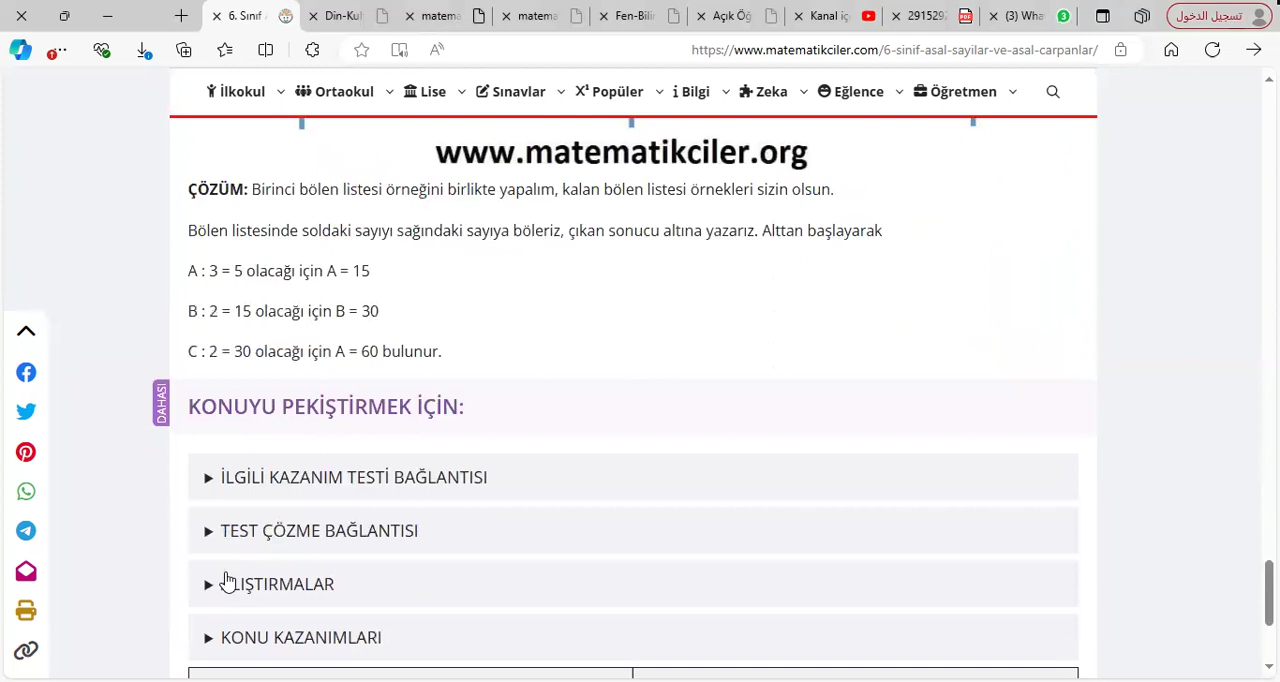 6. Sınıf
Din-Kul
matema
matema
Fen-Bilin
Açık Öğ
Kanal iç
2915292
(3) Wha
تسجيل الدخول
https://www.matematikciler.com/6-sinif-asal-sayilar-ve-asal-carpanlar/
İlkokul
Ortaokul
Lise
Sınavlar
X² Popüler
Bilgi
Zeka
Eğlence
Öğretmen
www.matematikciler.org
ÇÖZÜM: Birinci bölen listesi örneğini birlikte yapalım, kalan bölen listesi örnekleri sizin olsun.
Bölen listesinde soldaki sayıyı sağındaki sayıya böleriz, çıkan sonucu altına yazarız. Alttan başlayarak
A : 3 = 5 olacağı için A = 15
B : 2 = 15 olacağı için B = 30
C : 2 = 30 olacağı için A = 60 bulunur.
DAHASI
KONUYU PEKİŞTİRMEK İÇİN:
İLGİLİ KAZANIM TESTİ BAĞLANTISI
TEST ÇÖZME BAĞLANTISI
LIŞTIRMALAR
KONU KAZANIMLARI